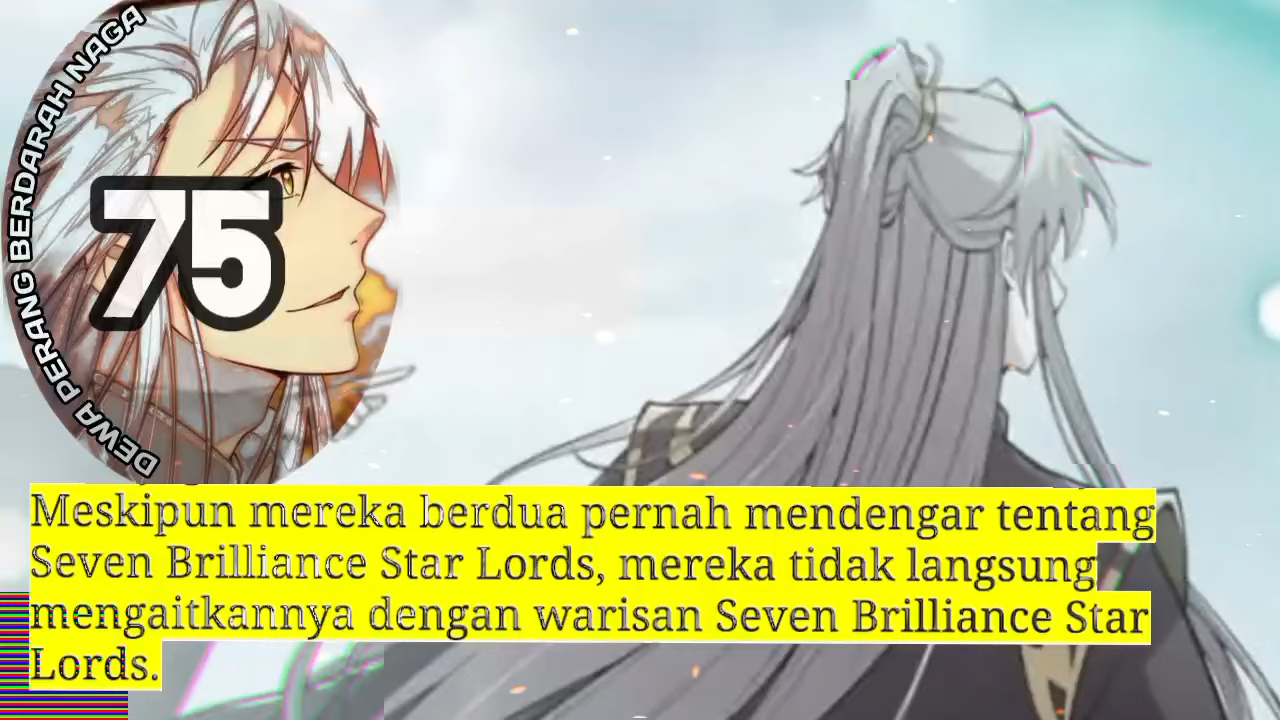 DEWA PERANG BERDARAH NAGA
75
Meskipun mereka berdua pernah mendengar tentang
Seven Brilliance Star Lords, mereka tidak langsung
mengaitkannya dengan warisan Seven Brilliance Star
Lords.